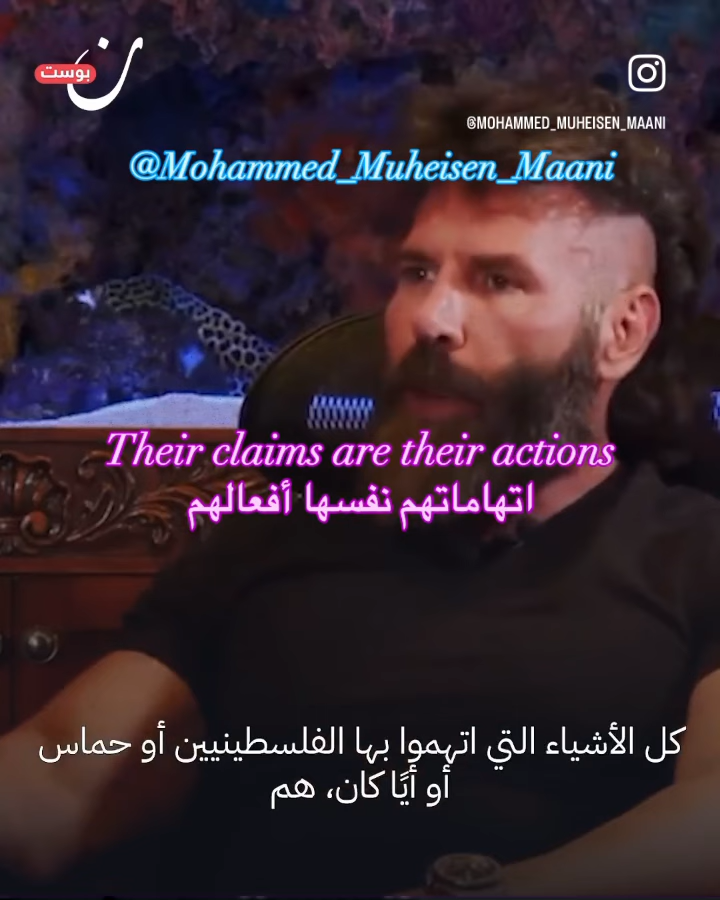 ن
بوست
@MOHAMMED_MUHEISEN_MAANI
@Mohammed_Muheisen_Maani
Their claims are their actions
اتهاماتهم نفسها أفعالهم
كل الأشياء التي اتهموا بها الفلسطينيين أو حماس
أو أيًا كان، هم